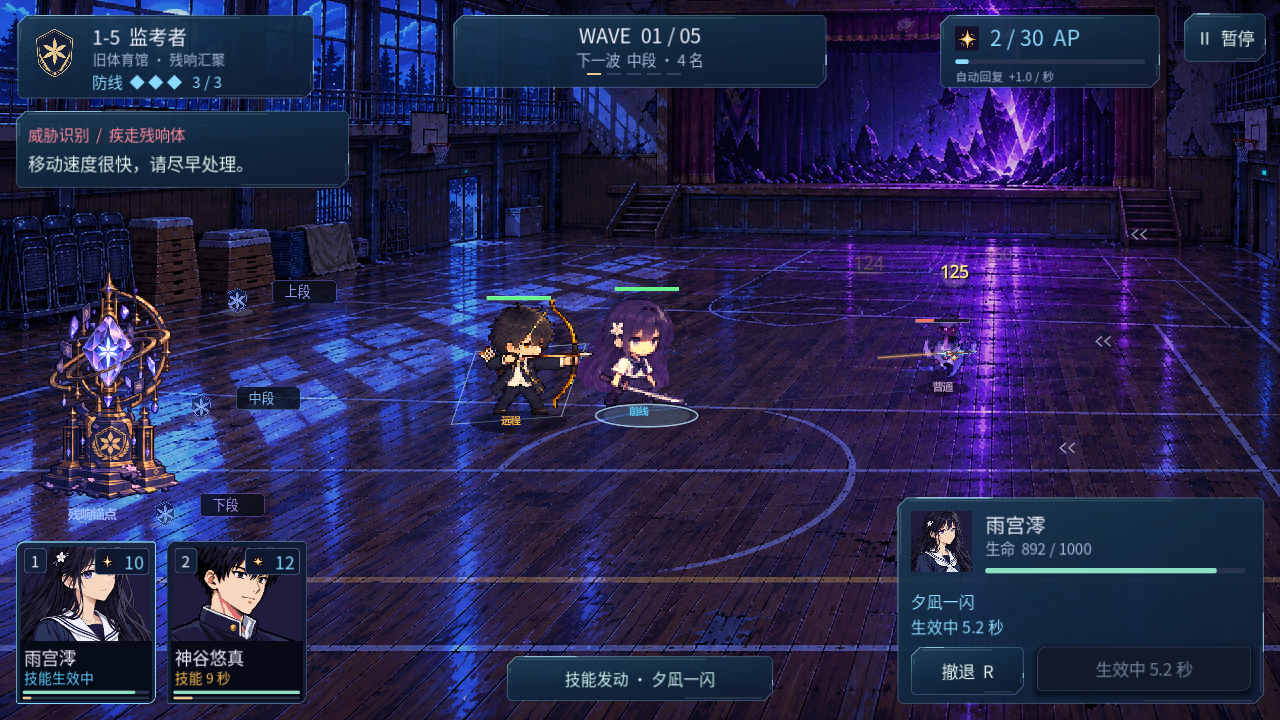 1-5 监考者
旧体育馆 · 残响汇聚
防线 3 / 3
WAVE 01 / 05
下一波 中段 · 4 名
2 / 30 AP
自动回复 +1.0 / 秒
暂停
威胁识别 / 疾走残响体
移动速度很快，请尽早处理。
124
125
普通
上段
中段
下段
远程
前线
残响锚点
1
10
雨宫澪
技能生效中
2
12
神谷悠真
技能 9 秒
技能发动 · 夕凪一闪
雨宫澪
生命 892 / 1000
夕凪一闪
生效中 5.2 秒
撤退 R
生效中 5.2 秒